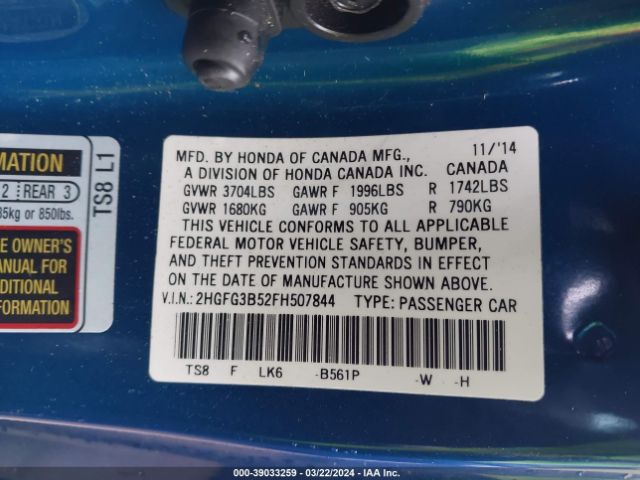 MFD. BY HONDA OF CANADA MFG., 11/'14
A DIVISION OF HONDA CANADA INC. CANADA
GVWR 3704LBS GAWR F 1996LBS R 1742LBS
GVWR 1680KG GAWR F 905KG R 790KG
THIS VEHICLE CONFORMS TO ALL APPLICABLE
FEDERAL MOTOR VEHICLE SAFETY, BUMPER,
AND THEFT PREVENTION STANDARDS IN EFFECT
ON THE DATE OF MANUFACTURE SHOWN ABOVE.
V.I.N.: 2HGFG3B52FH507844 TYPE: PASSENGER CAR
TS8 F LK6 -B561P -W -H
MATION
2 REAR 3
35kg or 850lbs.
E OWNER'S
ANUAL FOR
DITIONAL
ORMATION
TS8 L1
000-39033259 - 03/22/2024 - IAA Inc.